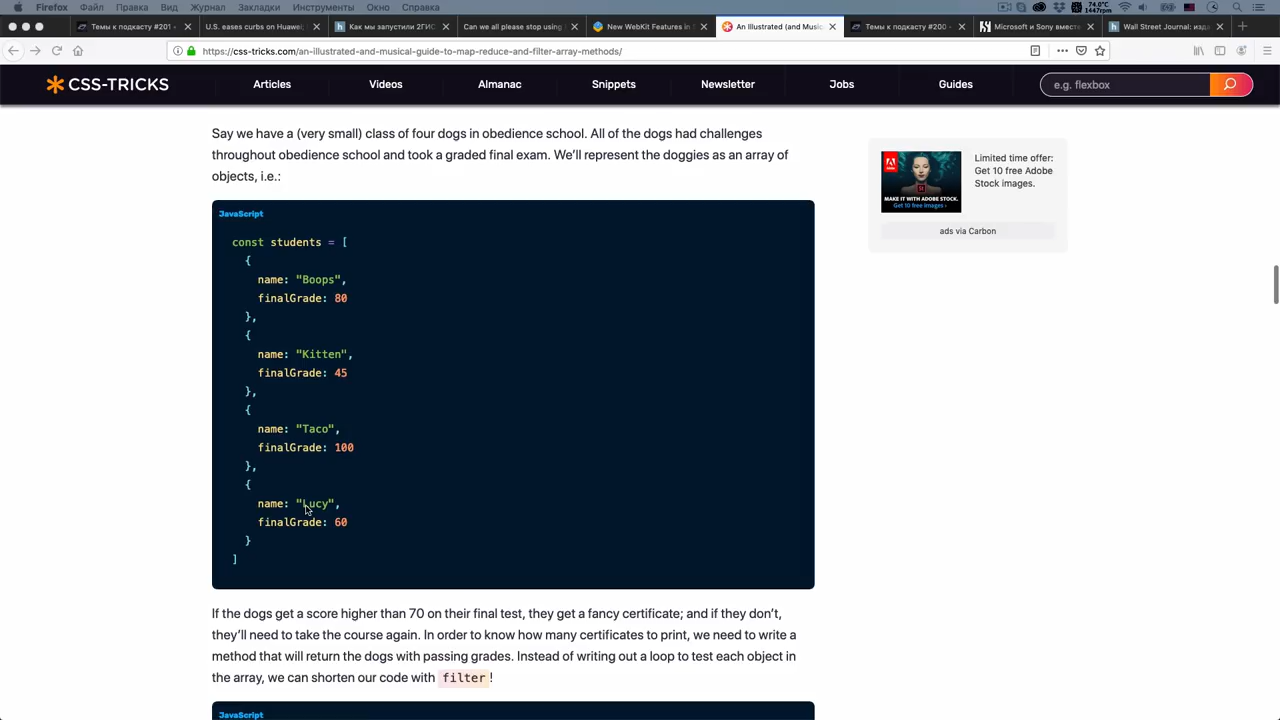 Firefox Файл Правка Вид Журнал Закладки Инструменты Окно Справка
74.0°C
1447rpm
Темы к подкасту #201
U.S. eases curbs on Huawei;
Как мы запустили 2ГИС
Can we all please stop using
New WebKit Features in S
An Illustrated (and Music
Темы к подкасту #200
Microsoft и Sony вместе
Wall Street Journal: изда
https://css-tricks.com/an-illustrated-and-musical-guide-to-map-reduce-and-filter-array-methods/
CSS-TRICKS Articles Videos Almanac Snippets Newsletter Jobs Guides e.g. flexbox
Say we have a (very small) class of four dogs in obedience school. All of the dogs had challenges
throughout obedience school and took a graded final exam. We'll represent the doggies as an array of
objects, i.e.:
JavaScript
const students = [
{
name: "Boops",
finalGrade: 80
},
{
name: "Kitten",
finalGrade: 45
},
{
name: "Taco",
finalGrade: 100
},
{
name: "Lucy",
finalGrade: 60
}
]
If the dogs get a score higher than 70 on their final test, they get a fancy certificate; and if they don't,
they'll need to take the course again. In order to know how many certificates to print, we need to write a
method that will return the dogs with passing grades. Instead of writing out a loop to test each object in
the array, we can shorten our code with filter!
JavaScript
MAKE IT WITH ADOBE STOCK.
Get 10 free images ›
Limited time offer:
Get 10 free Adobe
Stock images.
ads via Carbon